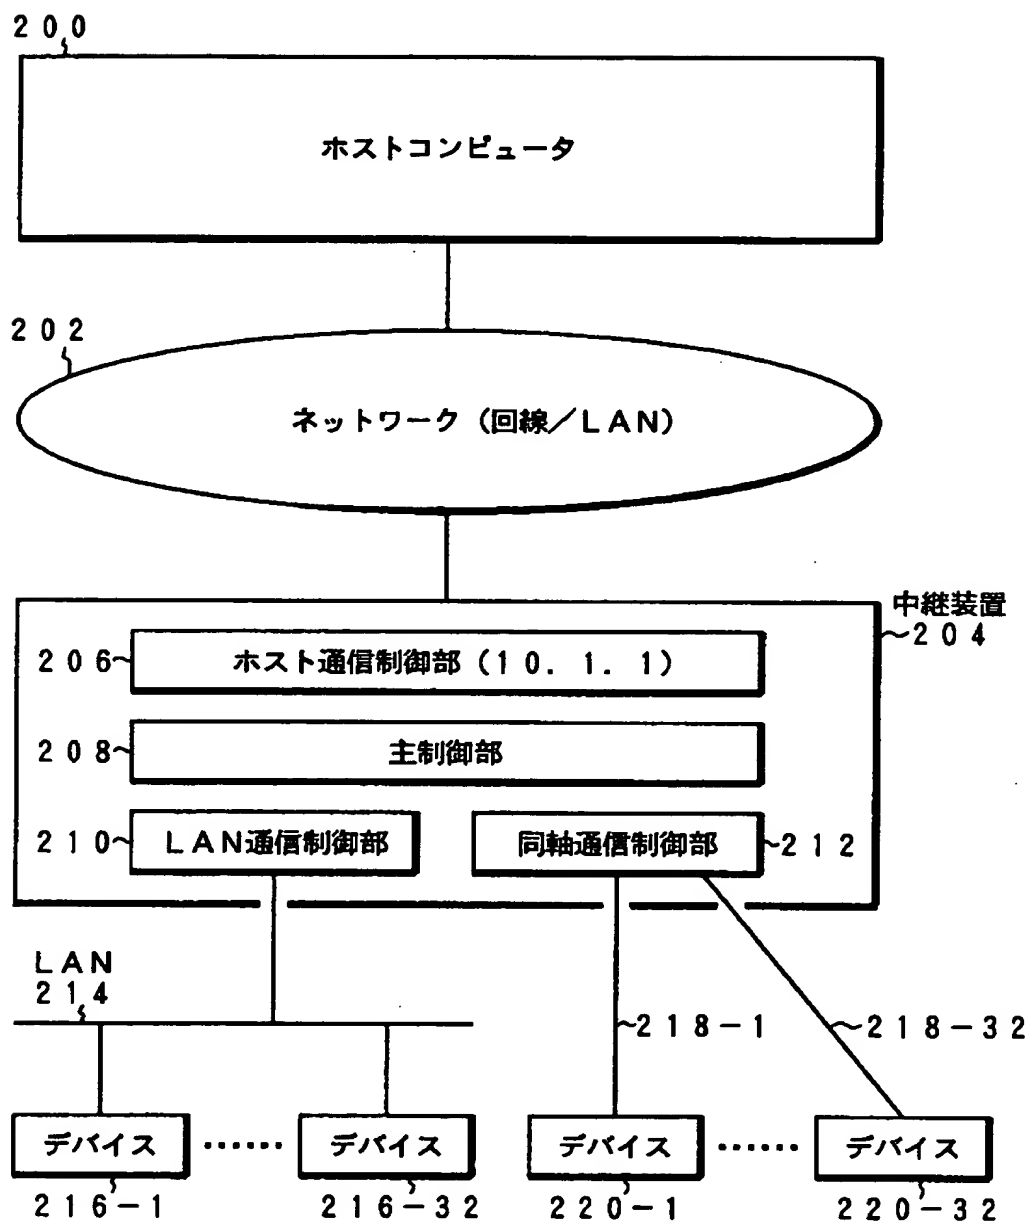 200
ホストコンピュータ
202
ネットワーク（回線／LAN）
中継装置
204
206
ホスト通信制御部（10．1．1）
208
主制御部
210
LAN通信制御部
同軸通信制御部
212
LAN
214
218-1
218-32
デバイス
……
デバイス
デバイス
……
デバイス
216-1
216-32
220-1
220-32